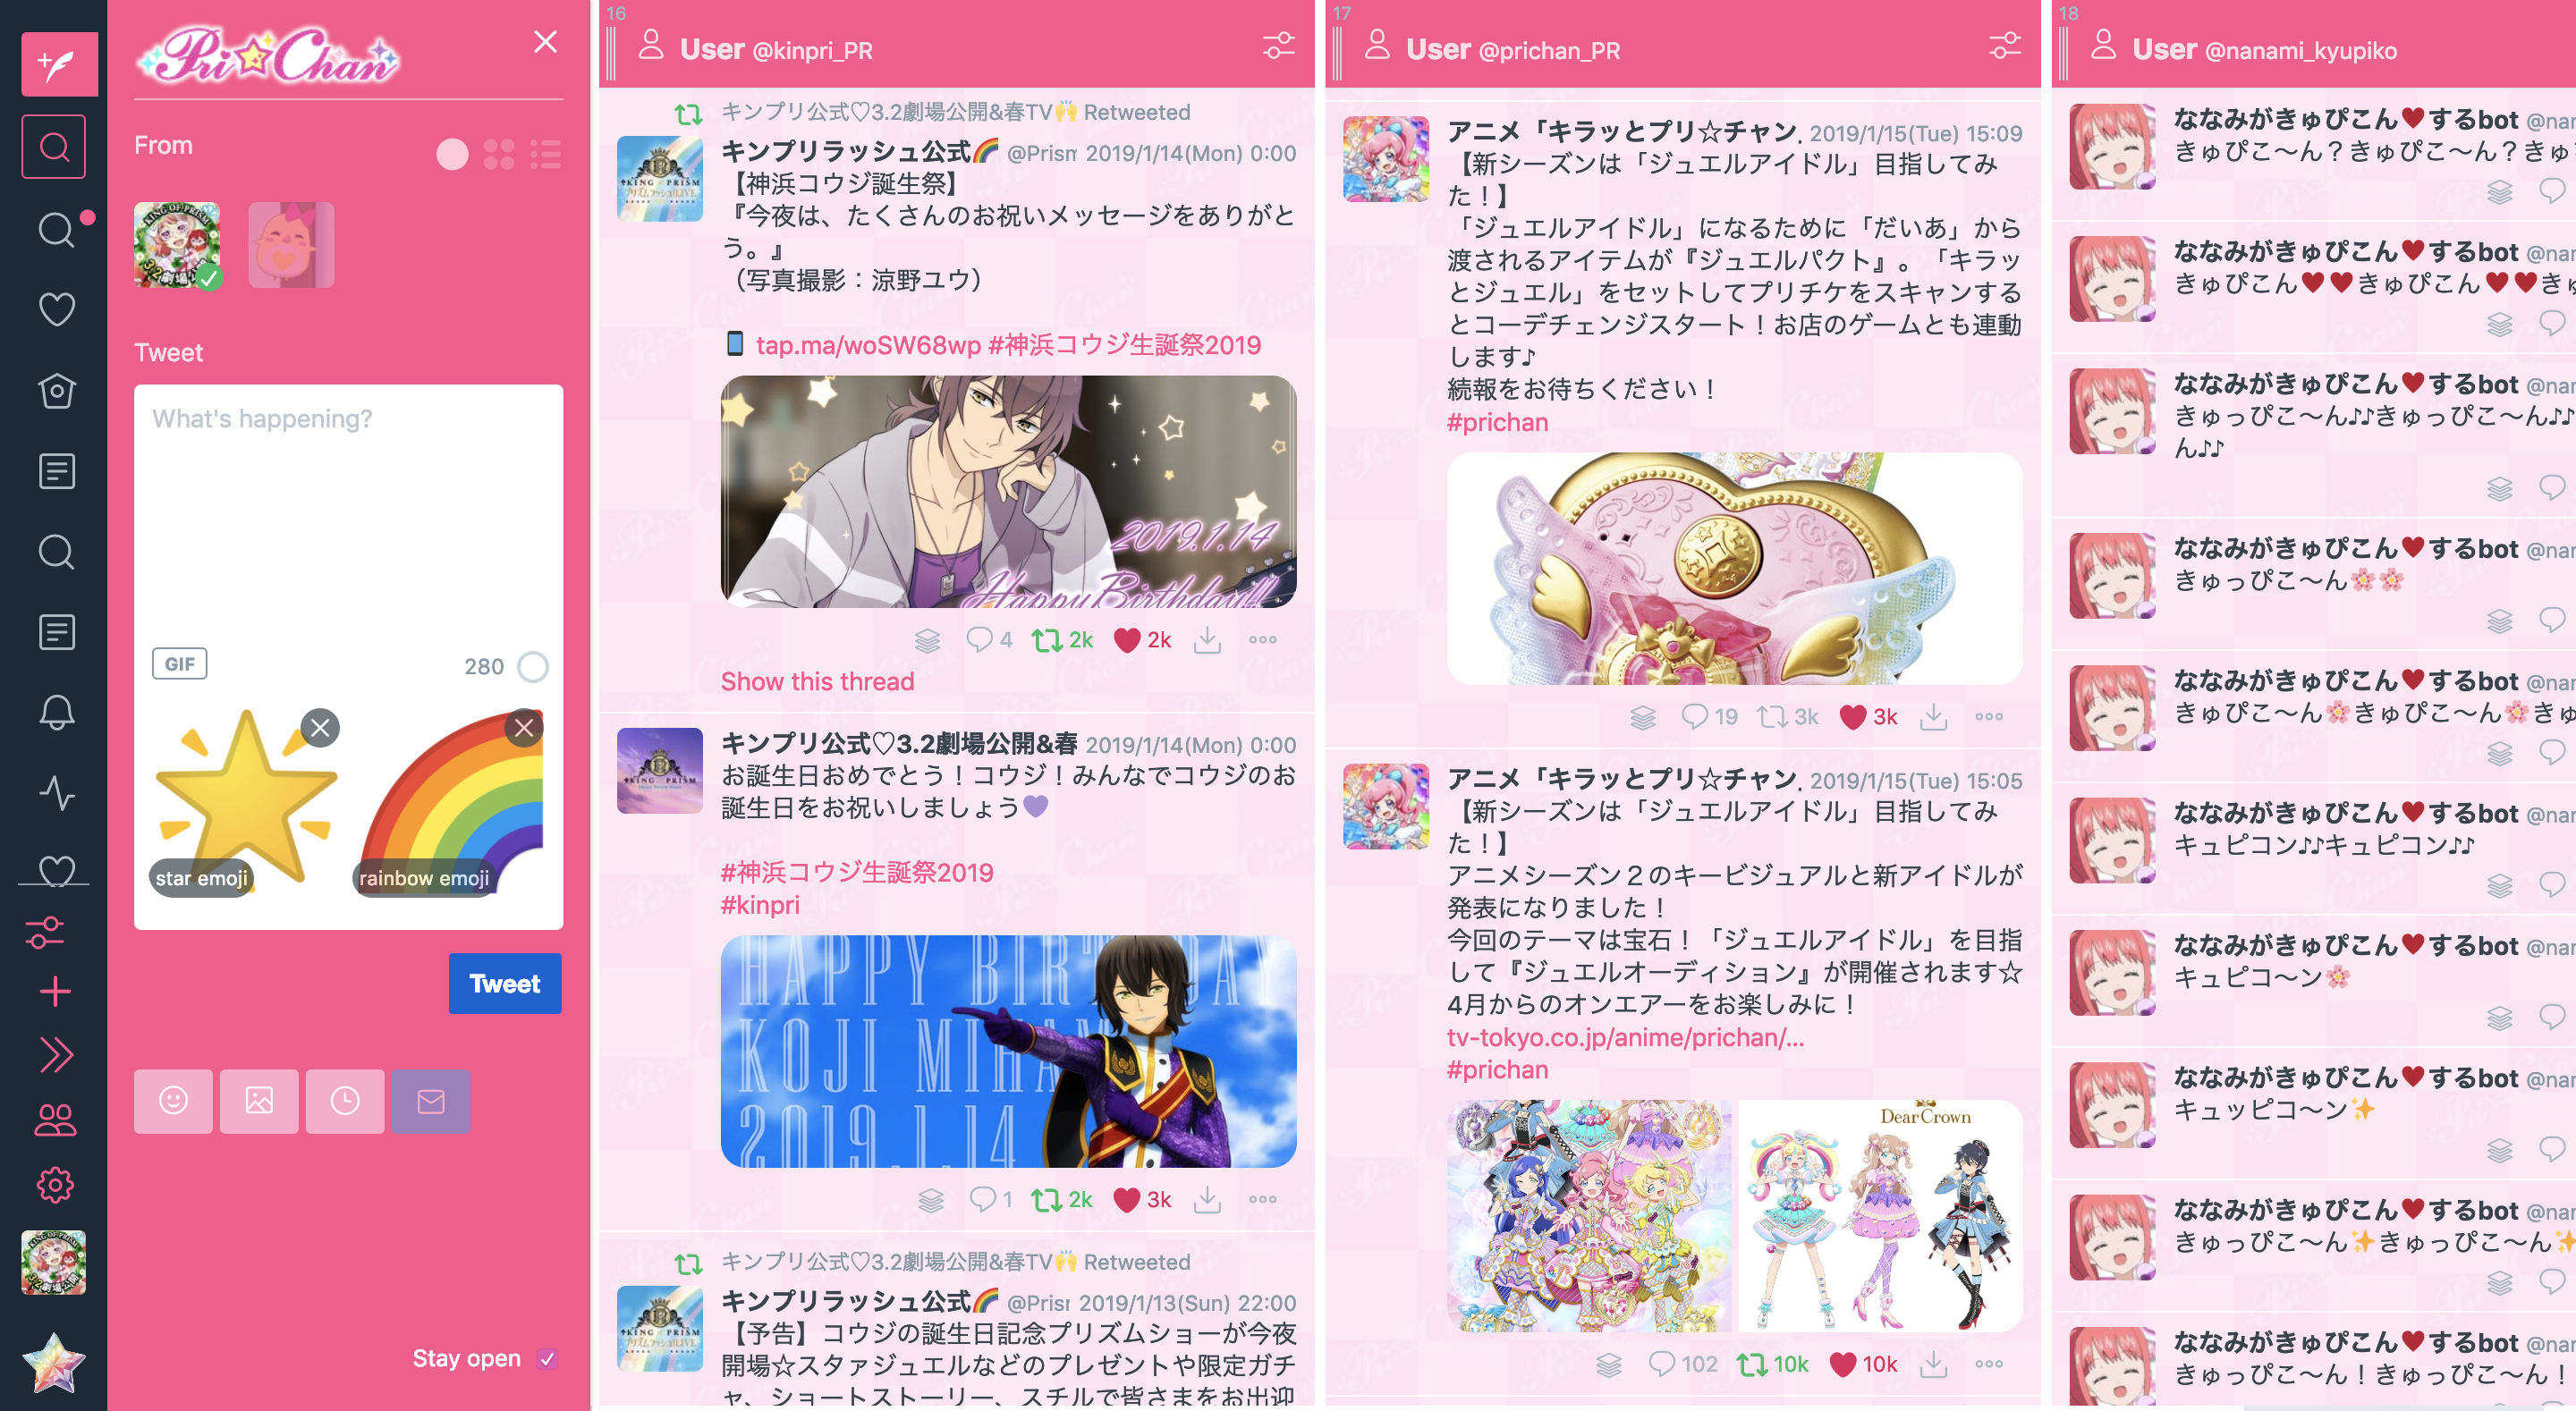 Pri☆Chan
From
Tweet
What's happening?
GIF
280
star emoji
rainbow emoji
Tweet
Stay open
16
User @kinpri_PR
キンプリ公式♡3.2劇場公開&春TV🙌 Retweeted
キンプリラッシュ公式🌈 @Prisn 2019/1/14(Mon) 0:00
【神浜コウジ誕生祭】
『今夜は、たくさんのお祝いメッセージをありがと
う。』
（写真撮影：涼野ユウ）
📱 tap.ma/woSW68wp #神浜コウジ生誕祭2019
2019.1.14
Happy Birthday!!!
4 2k 2k
Show this thread
キンプリ公式♡3.2劇場公開&春 2019/1/14(Mon) 0:00
お誕生日おめでとう！コウジ！みんなでコウジのお
誕生日をお祝いしましょう💜
#神浜コウジ生誕祭2019
#kinpri
HAPPY BIRTHDAY
KOJI MIHAM
2019.1.14
1 2k 3k
キンプリ公式♡3.2劇場公開&春TV🙌 Retweeted
キンプリラッシュ公式🌈 @Prisr 2019/1/13(Sun) 22:00
【予告】コウジの誕生日記念プリズムショーが今夜
開場☆スタァジュエルなどのプレゼントや限定ガチ
ャ、ショートストーリー、スチルで皆さまをお出迎
17
User @prichan_PR
アニメ「キラッとプリ☆チャン. 2019/1/15(Tue) 15:09
【新シーズンは「ジュエルアイドル」目指してみ
た！】
「ジュエルアイドル」になるために「だいあ」から
渡されるアイテムが『ジュエルパクト』。「キラッ
とジュエル」をセットしてプリチケをスキャンする
とコーデチェンジスタート！お店のゲームとも連動
します♪
続報をお待ちください！
#prichan
19 3k 3k
アニメ「キラッとプリ☆チャン. 2019/1/15(Tue) 15:05
【新シーズンは「ジュエルアイドル」目指してみ
た！】
アニメシーズン２のキービジュアルと新アイドルが
発表になりました！
今回のテーマは宝石！「ジュエルアイドル」を目指
して『ジュエルオーディション』が開催されます☆
4月からのオンエアーをお楽しみに！
tv-tokyo.co.jp/anime/prichan/...
#prichan
DearCrown
102 10k 10k
18
User @nanami_kyupiko
ななみがきゅぴこん♥するbot @nan
きゅぴこ〜ん？きゅぴこ〜ん？きゅ
ななみがきゅぴこん♥するbot @nan
きゅぴこん♥♥きゅぴこん♥♥きゅ
ななみがきゅぴこん♥するbot @nan
きゅっぴこ〜ん♪♪きゅっぴこ〜ん♪♪
ん♪♪
ななみがきゅぴこん♥するbot @nan
きゅっぴこ〜ん🌸🌸
ななみがきゅぴこん♥するbot @nan
きゅぴこ〜ん🌸きゅぴこ〜ん🌸きゅ
ななみがきゅぴこん♥するbot @nan
キュピコン♪♪キュピコン♪♪
ななみがきゅぴこん♥するbot @nan
キュピコ〜ン🌸
ななみがきゅぴこん♥するbot @nan
キュッピコ〜ン✨
ななみがきゅぴこん♥するbot @nan
きゅっぴこ〜ん✨きゅっぴこ〜ん✨
ななみがきゅぴこん♥するbot @nan
きゅっぴこ〜ん！きゅっぴこ〜ん！